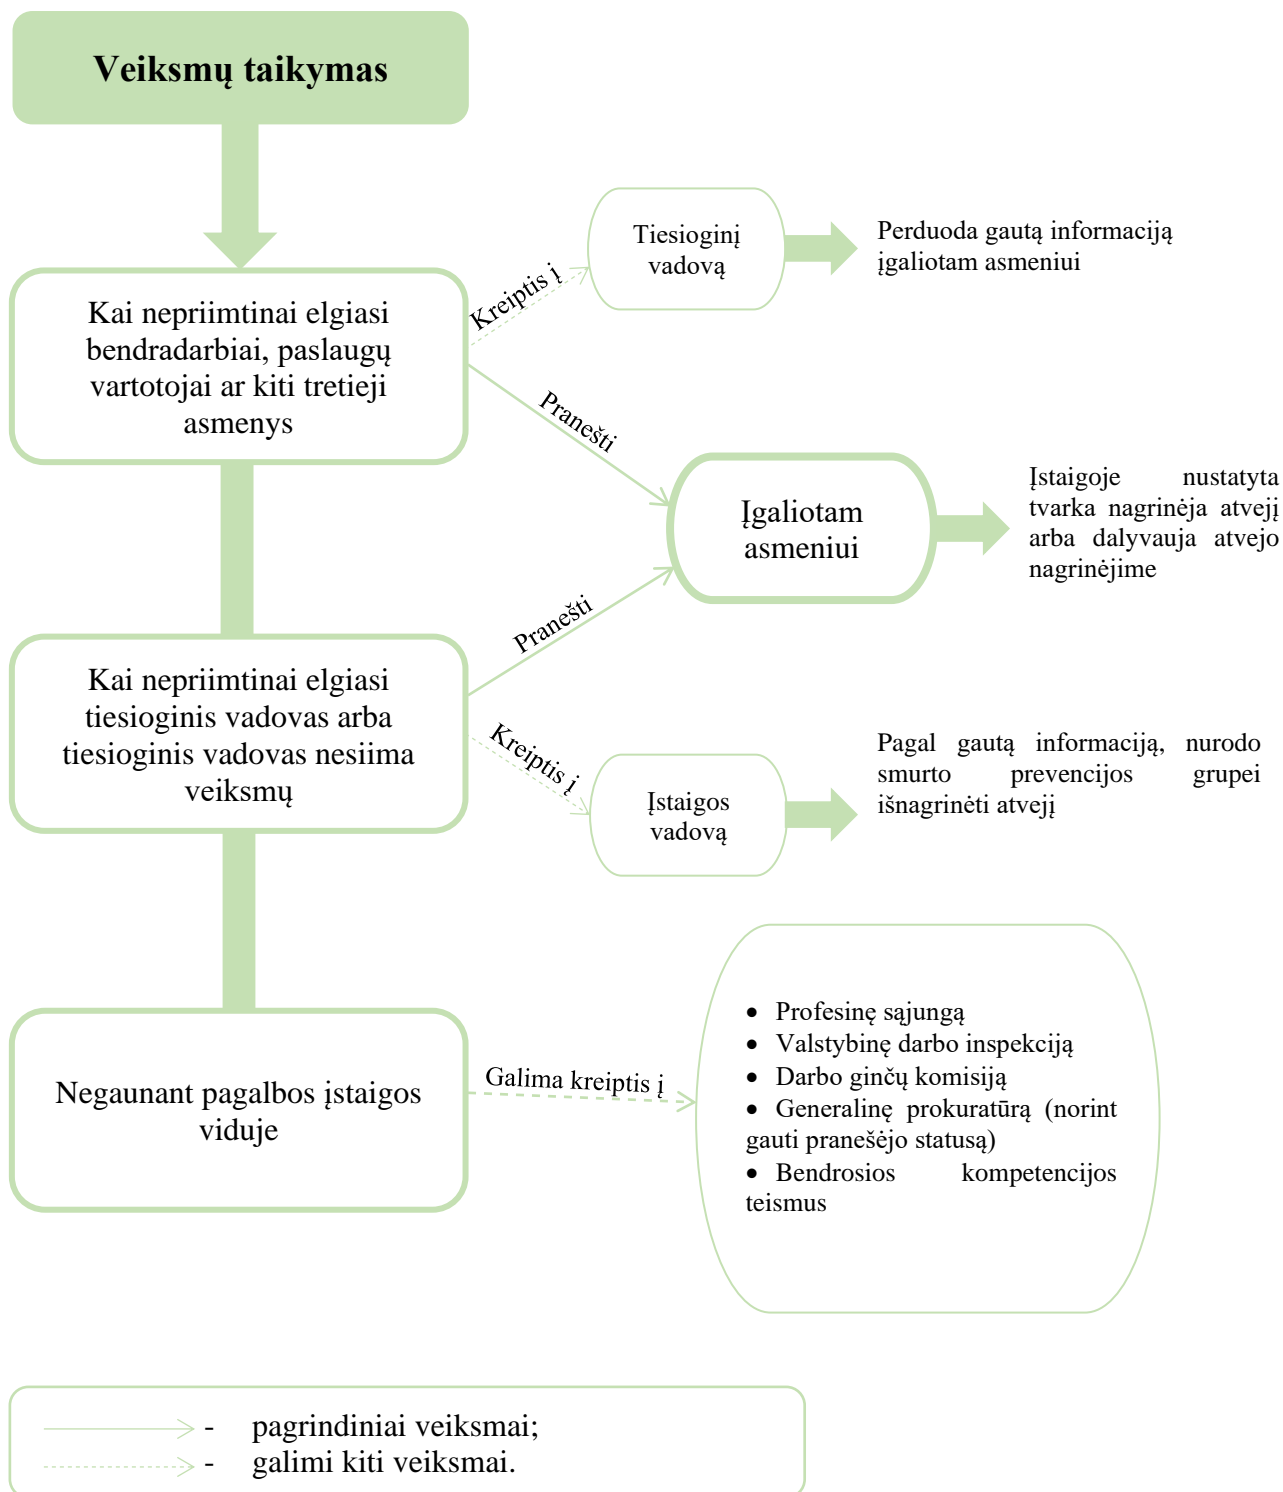 Veiksmų taikymas
Tiesioginį
vadovą
Perduoda gautą informaciją
įgaliotam asmeniui
Kreiptis į
Kai nepriimtinai elgiasi
bendradarbiai, paslaugų
vartotojai ar kiti tretieji
asmenys
Pranešti
Įgaliotam
asmeniui
Įstaigoje nustatyta
tvarka nagrinėja atvejį
arba dalyvauja atvejo
nagrinėjime
Pranešti
Kai nepriimtinai elgiasi
tiesioginis vadovas arba
tiesioginis vadovas nesiima
veiksmų
Kreiptis į
Įstaigos
vadovą
Pagal gautą informaciją, nurodo
smurto prevencijos grupei
išnagrinėti atvejį
Negaunant pagalbos įstaigos
viduje
Galima kreiptis į
• Profesinę sąjungą
• Valstybinę darbo inspekciją
• Darbo ginčų komisiją
• Generalinę prokuratūrą (norint
gauti pranešėjo statusą)
• Bendrosios kompetencijos
teismus
- pagrindiniai veiksmai;
- galimi kiti veiksmai.